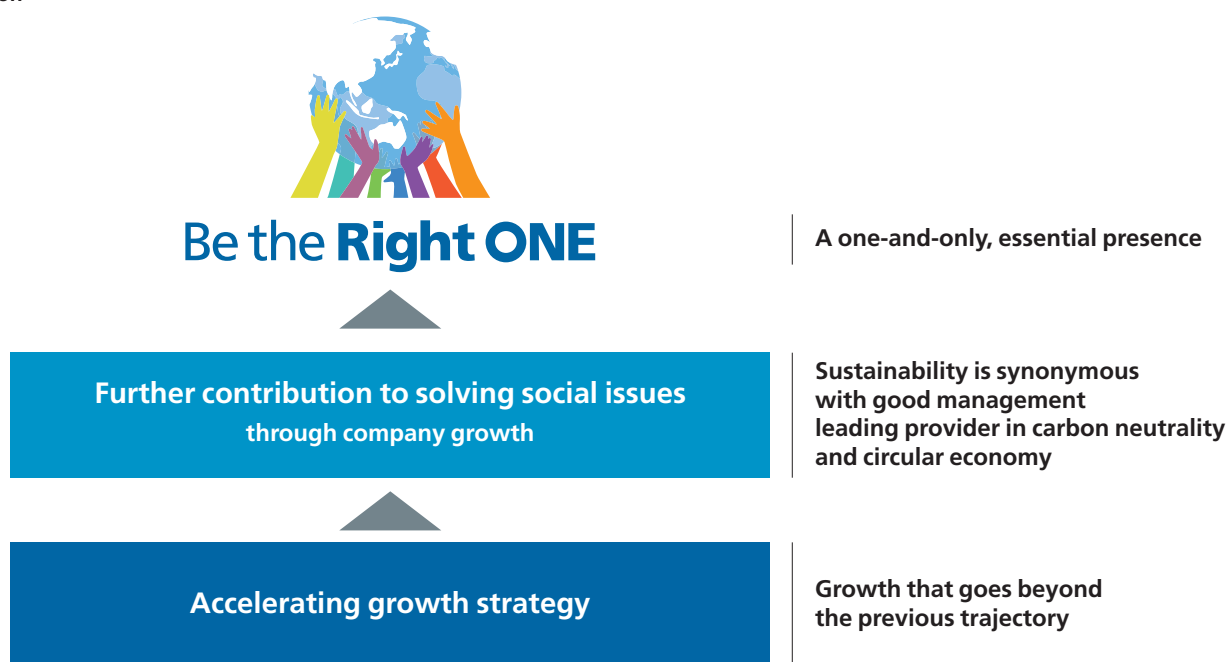 Be the Right ONE
A one-and-only, essential presence
Further contribution to solving social issues
through company growth
Sustainability is synonymous
with good management
leading provider in carbon neutrality
and circular economy
Accelerating growth strategy
Growth that goes beyond
the previous trajectory